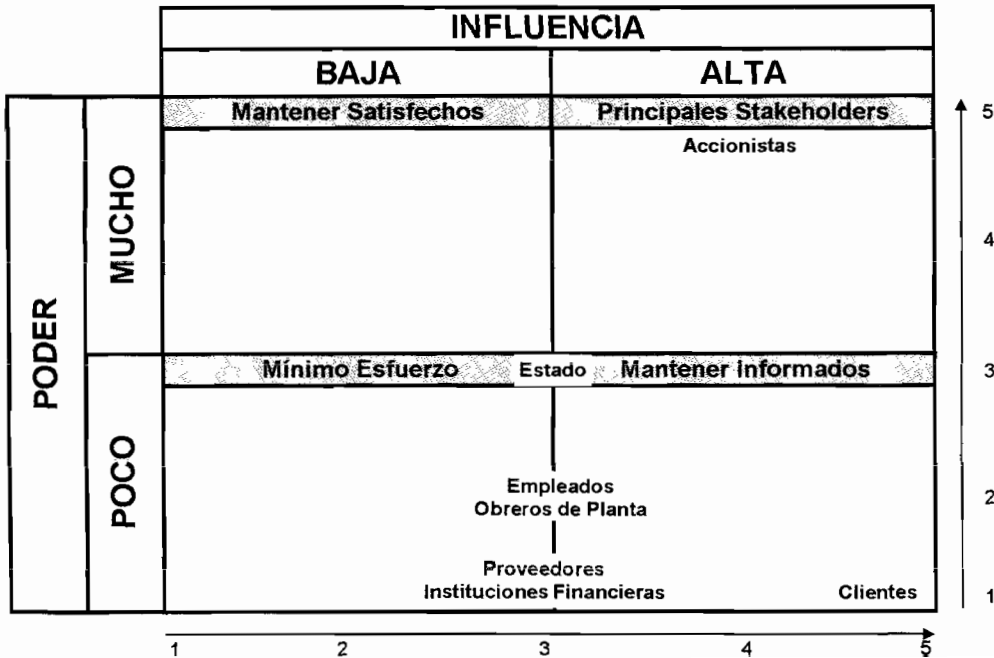 INFLUENCIA
BAJA
ALTA
Mantener Satisfechos
Principales Stakeholders
5
Accionistas
PODER
MUCHO
4
Mínimo Esfuerzo
Estado
Mantener Informados
3
POCO
Empleados
Obreros de Planta
2
Proveedores
Instituciones Financieras
Clientes
1
1
2
3
4
5